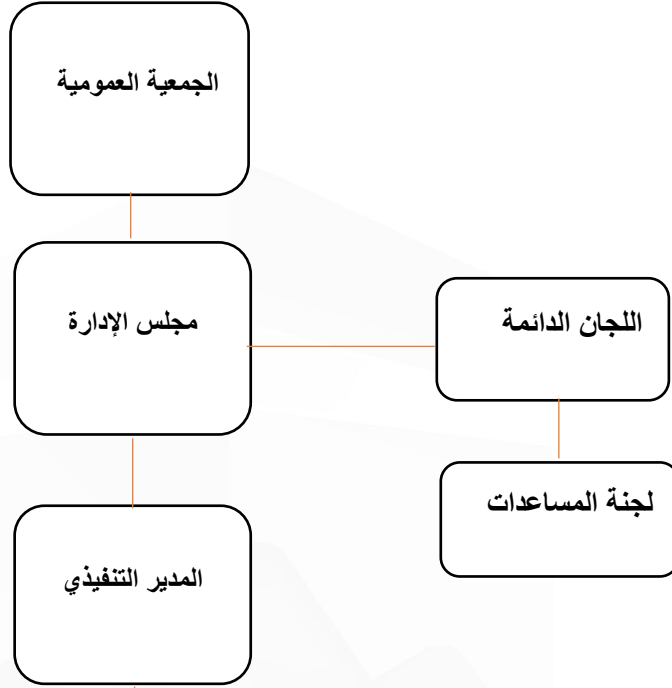 الجمعية العمومية
مجلس الإدارة
اللجان الدائمة
لجنة المساعدات
المدير التنفيذي